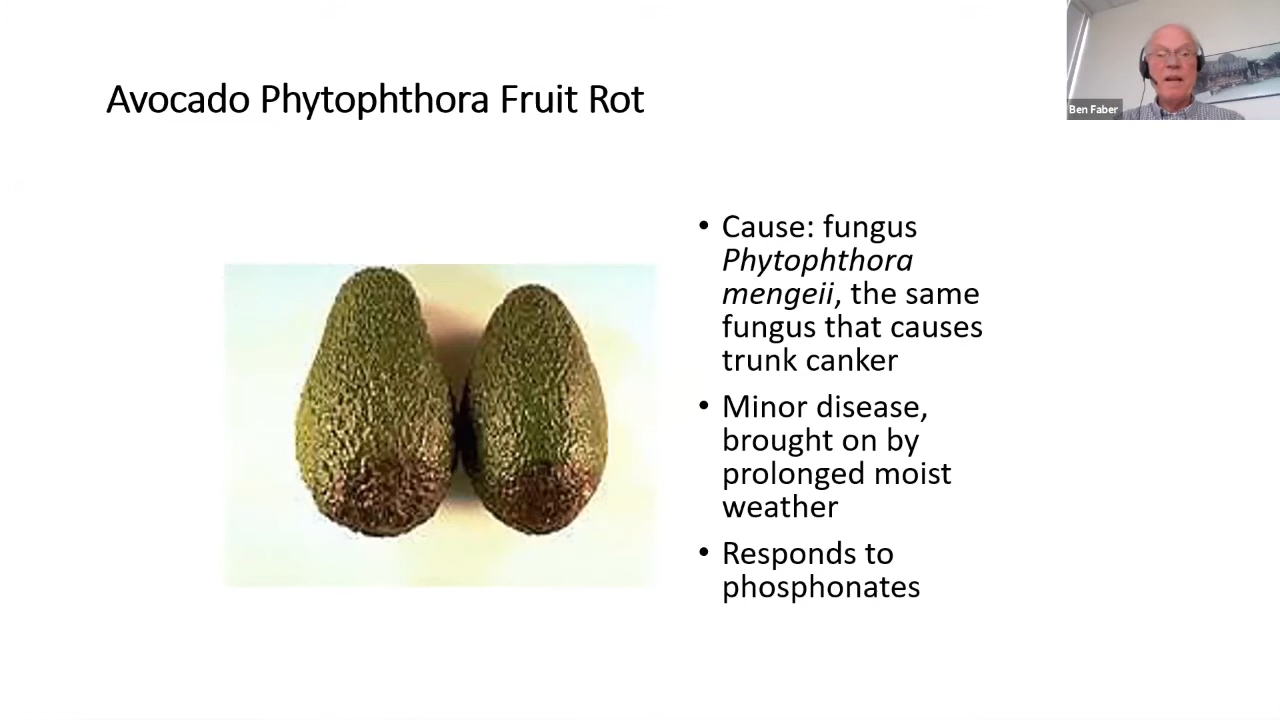 Avocado Phytophthora Fruit Rot
Ben Faber
• Cause: fungus
Phytophthora
mengeii, the same
fungus that causes
trunk canker
• Minor disease,
brought on by
prolonged moist
weather
• Responds to
phosphonates